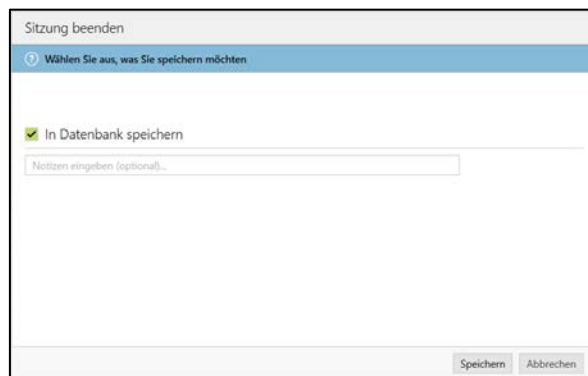 Sitzung beenden
Wählen Sie aus, was Sie speichern möchten
In Datenbank speichern
Notizen eingeben (optional)...
Speichern Abbrechen